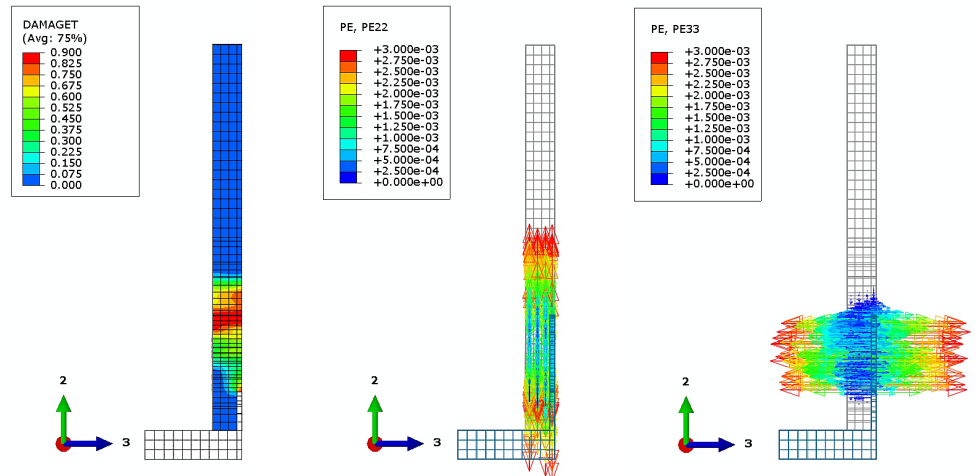 DAMAGET
(Avg: 75%)
0.900
0.825
0.750
0.675
0.600
0.525
0.450
0.375
0.300
0.225
0.150
0.075
0.000
2
3
PE, PE22
+3.000e-03
+2.750e-03
+2.500e-03
+2.250e-03
+2.000e-03
+1.750e-03
+1.500e-03
+1.250e-03
+1.000e-03
+7.500e-04
+5.000e-04
+2.500e-04
+0.000e+00
2
3
PE, PE33
+3.000e-03
+2.750e-03
+2.500e-03
+2.250e-03
+2.000e-03
+1.750e-03
+1.500e-03
+1.250e-03
+1.000e-03
+7.500e-04
+5.000e-04
+2.500e-04
+0.000e+00
2
3